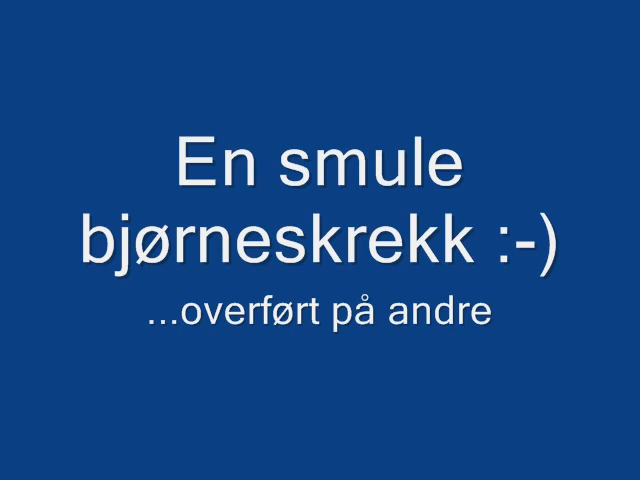 En smule
bjørneskrekk :-)
...overført på andre